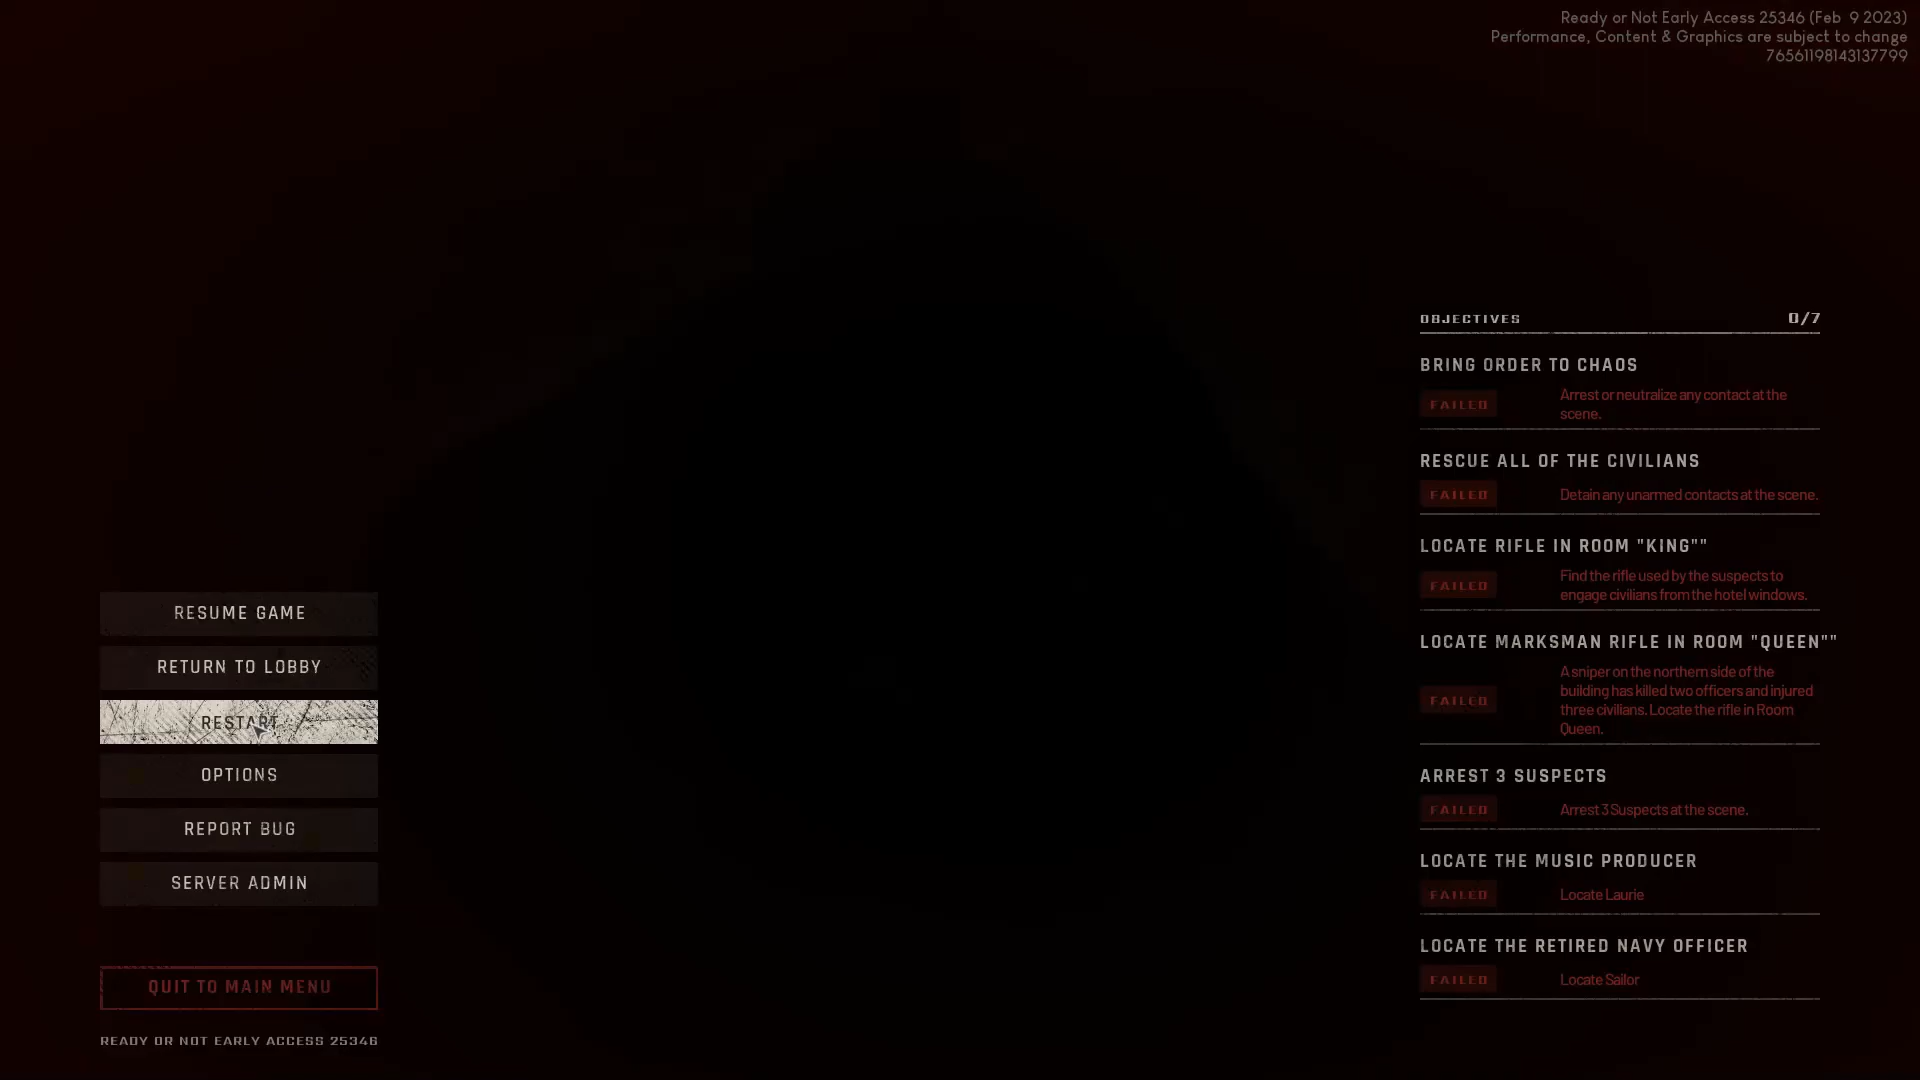 Ready or Not Early Access 25346 (Feb  9 2023)
Performance, Content & Graphics are subject to change
76561198143137799
OBJECTIVES 0/7
BRING ORDER TO CHAOS
FAILED
Arrest or neutralize any contact at the
scene.
RESCUE ALL OF THE CIVILIANS
FAILED
Detain any unarmed contacts at the scene.
LOCATE RIFLE IN ROOM "KING""
FAILED
Find the rifle used by the suspects to
engage civilians from the hotel windows.
LOCATE MARKSMAN RIFLE IN ROOM "QUEEN""
FAILED
A sniper on the northern side of the
building has killed two officers and injured
three civilians. Locate the rifle in Room
Queen.
ARREST 3 SUSPECTS
FAILED
Arrest 3 Suspects at the scene.
LOCATE THE MUSIC PRODUCER
FAILED
Locate Laurie
LOCATE THE RETIRED NAVY OFFICER
FAILED
Locate Sailor
RESUME GAME
RETURN TO LOBBY
RESTART
OPTIONS
REPORT BUG
SERVER ADMIN
QUIT TO MAIN MENU
READY OR NOT EARLY ACCESS 25346